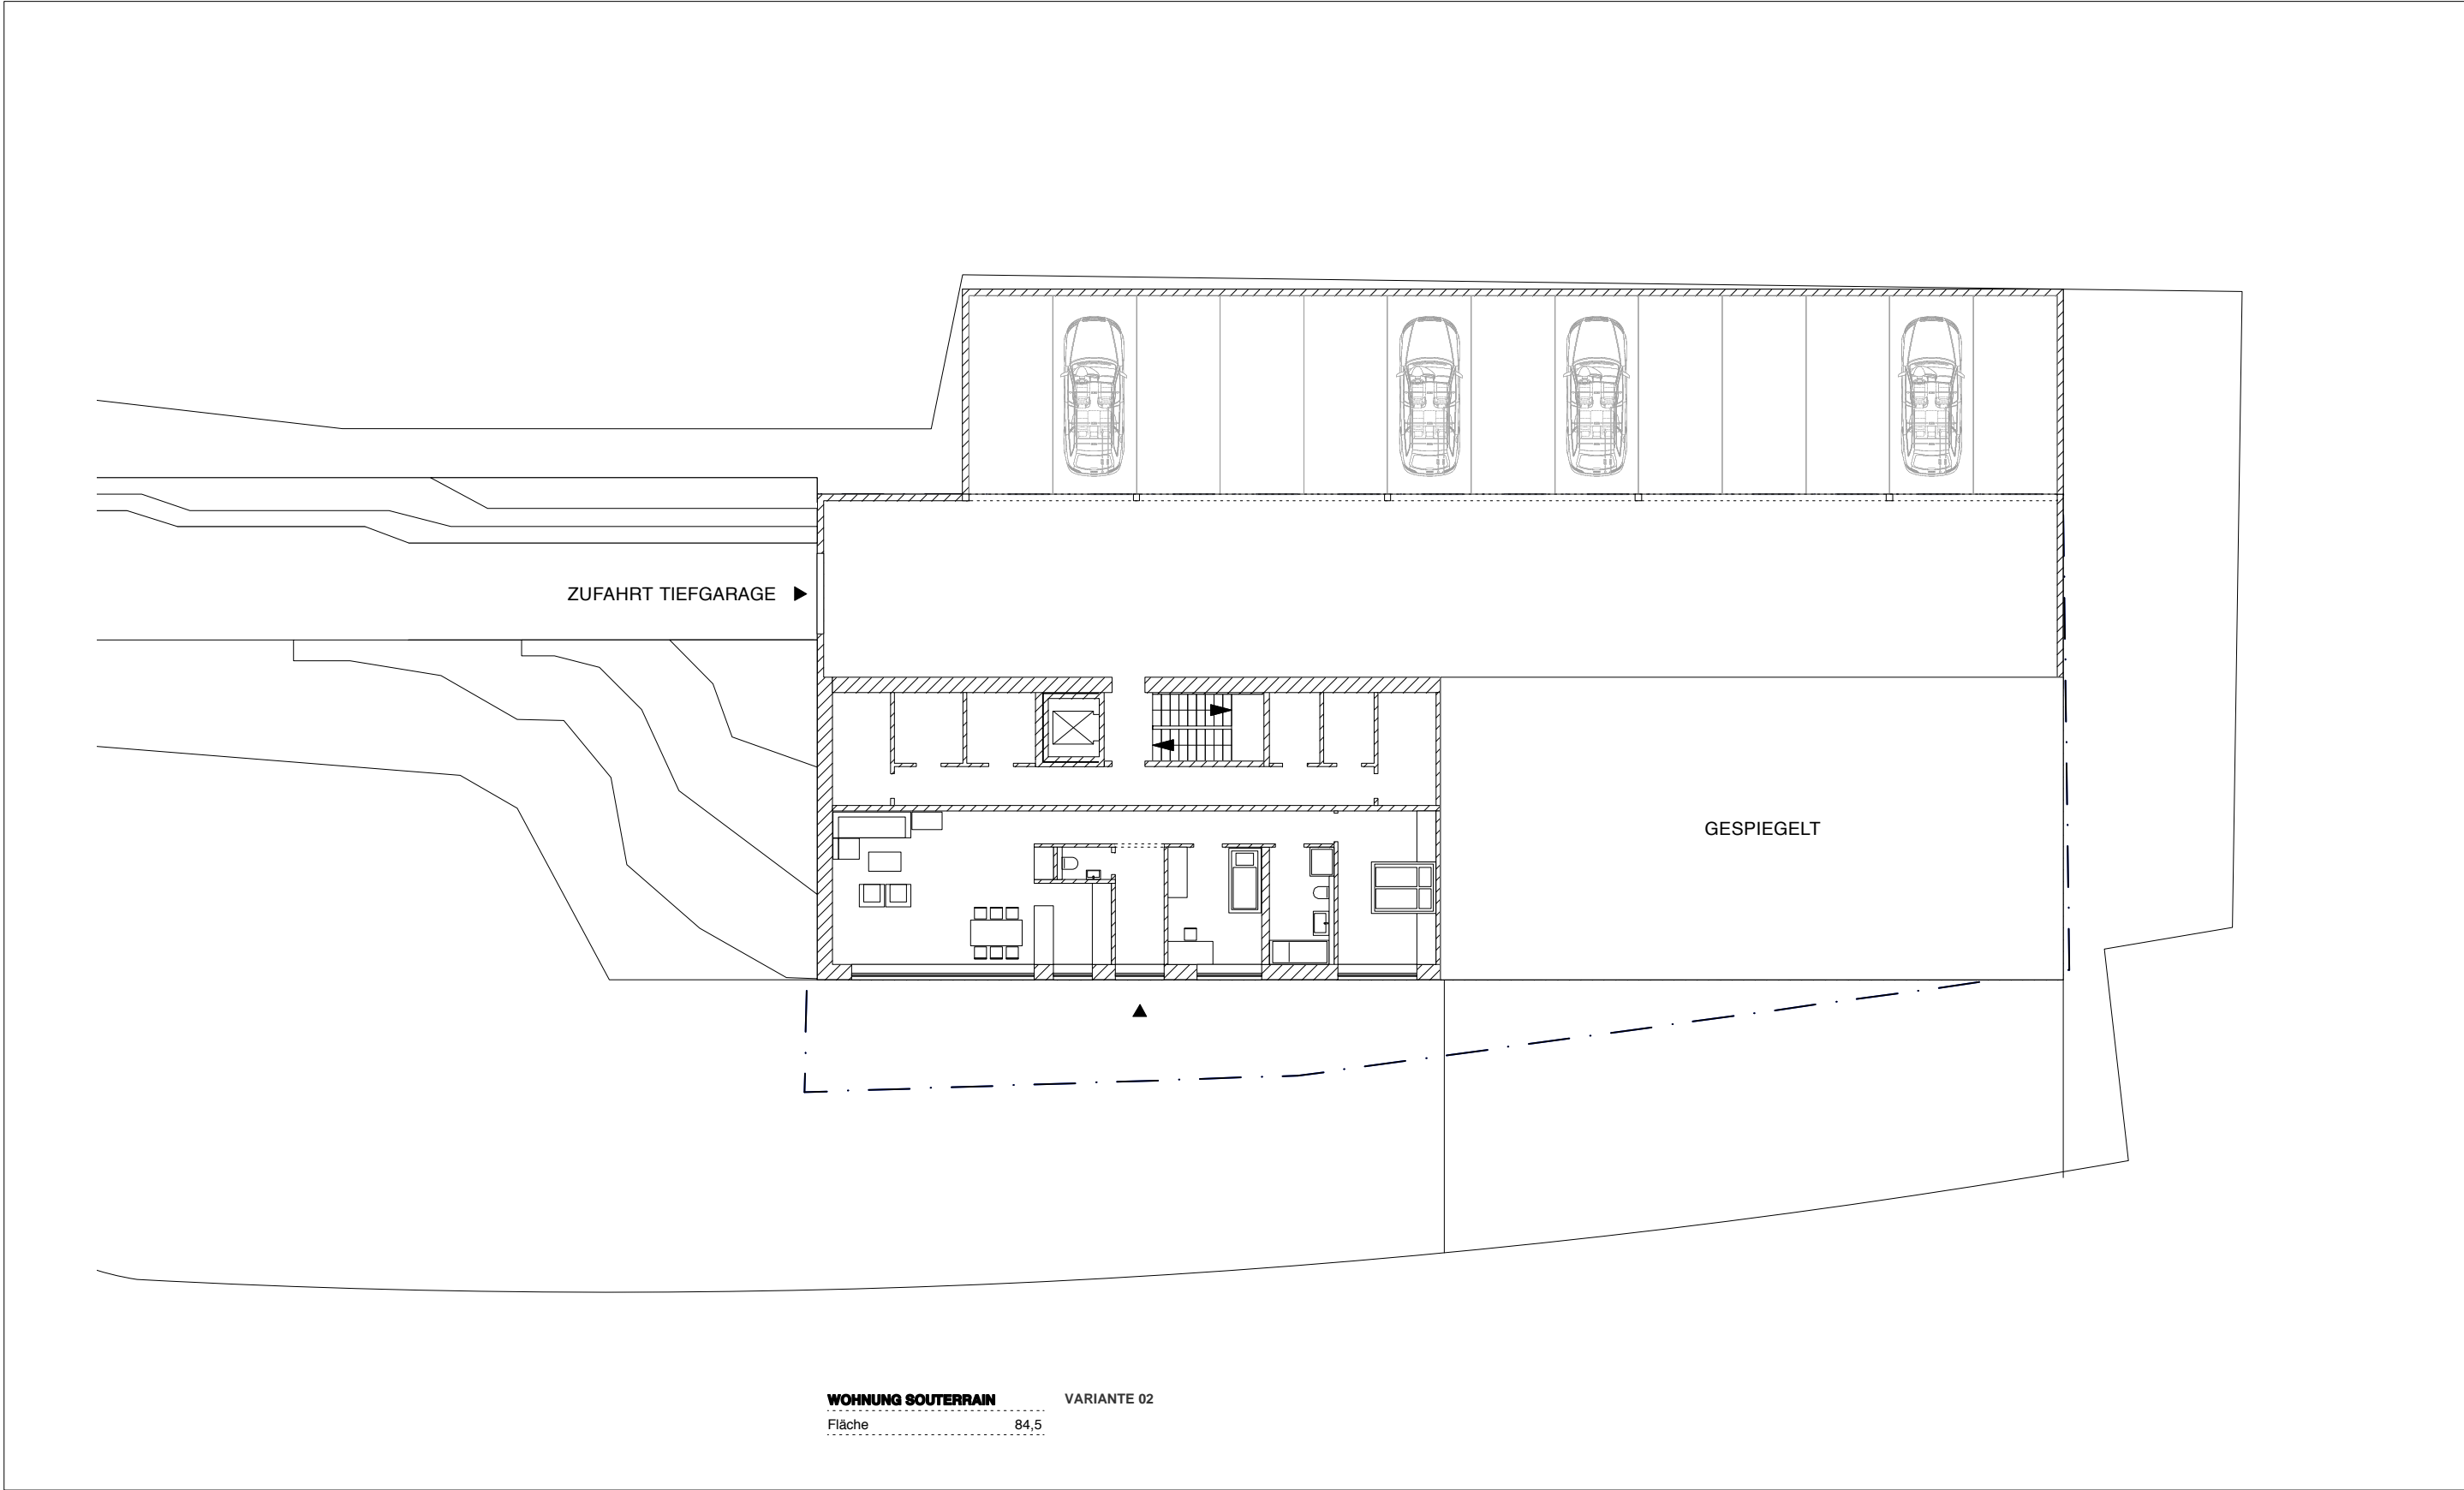 ZUFAHRT TIEFGARAGE
GESPIEGELT
WOHNUNG SOUTERRAIN VARIANTE 02
Fläche 84,5